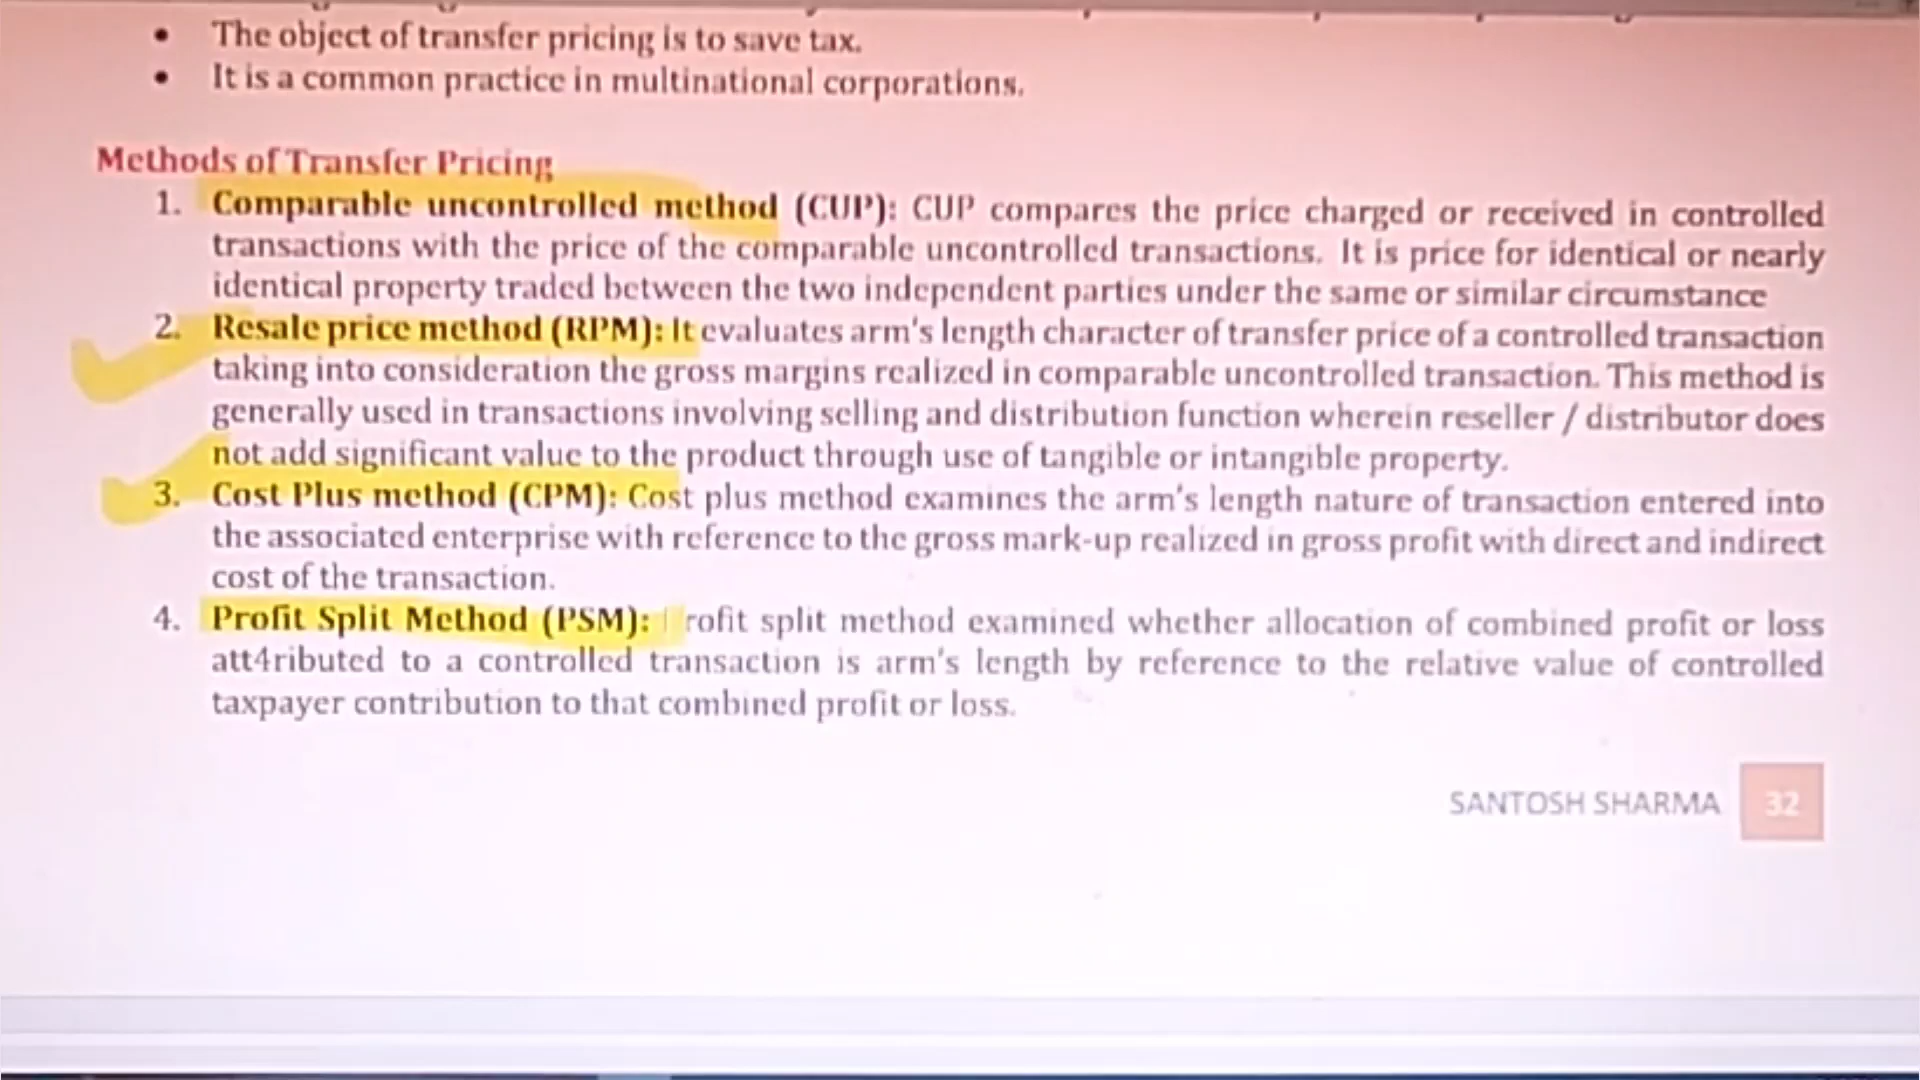 • The object of transfer pricing is to save tax.
• It is a common practice in multinational corporations.
Methods of Transfer Pricing
1. Comparable uncontrolled method (CUP): CUP compares the price charged or received in controlled
transactions with the price of the comparable uncontrolled transactions. It is price for identical or nearly
identical property traded between the two independent parties under the same or similar circumstance
2. Resale price method (RPM): It evaluates arm's length character of transfer price of a controlled transaction
taking into consideration the gross margins realized in comparable uncontrolled transaction. This method is
generally used in transactions involving selling and distribution function wherein reseller / distributor does
not add significant value to the product through use of tangible or intangible property.
3. Cost Plus method (CPM): Cost plus method examines the arm's length nature of transaction entered into
the associated enterprise with reference to the gross mark-up realized in gross profit with direct and indirect
cost of the transaction.
4. Profit Split Method (PSM): rofit split method examined whether allocation of combined profit or loss
att4ributed to a controlled transaction is arm's length by reference to the relative value of controlled
taxpayer contribution to that combined profit or loss.
SANTOSH SHARMA 32